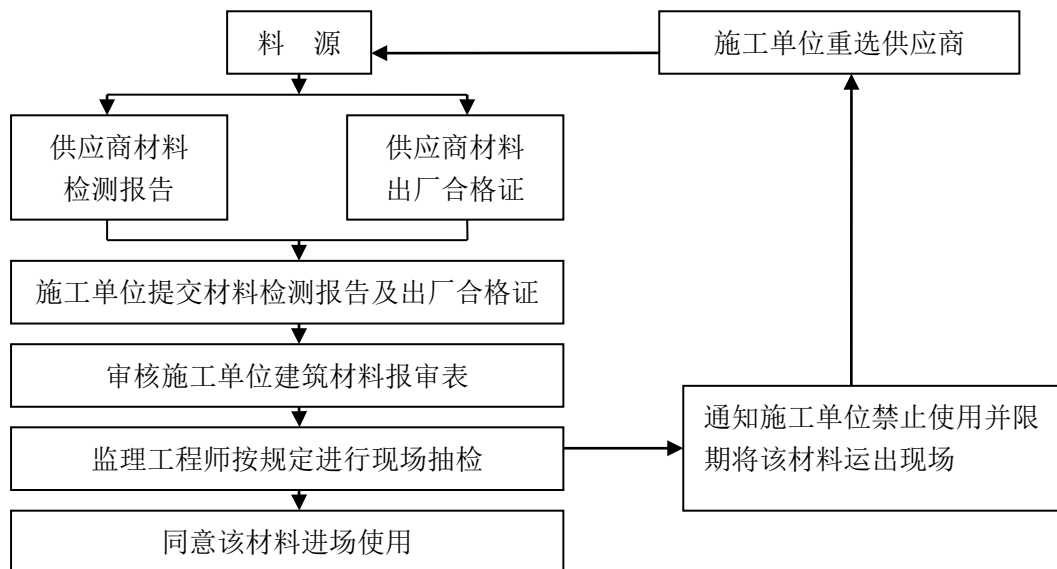 料 源
施工单位重选供应商
供应商材料
检测报告
供应商材料
出厂合格证
施工单位提交材料检测报告及出厂合格证
审核施工单位建筑材料报审表
通知施工单位禁止使用并限
期将该材料运出现场
监理工程师按规定进行现场抽检
同意该材料进场使用